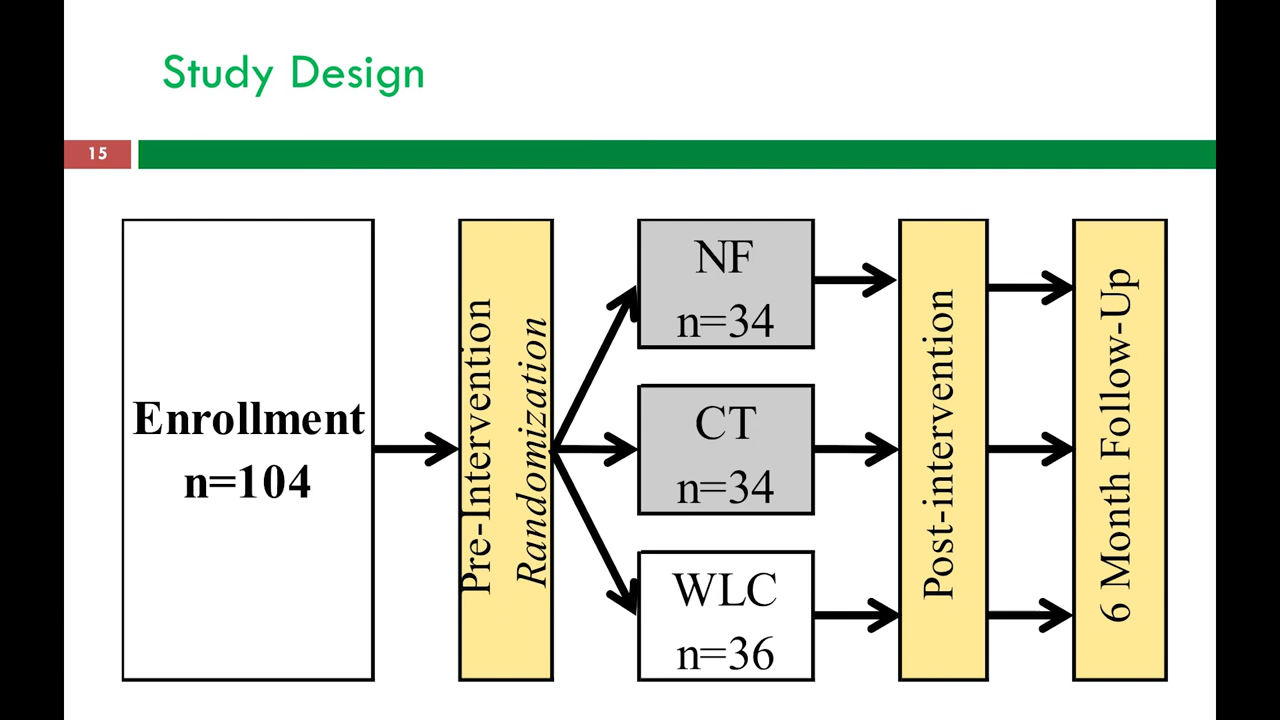 Study Design
15
Enrollment
n=104
Pre-Intervention
Randomization
NF
n=34
CT
n=34
WLC
n=36
Post-intervention
6 Month Follow-Up